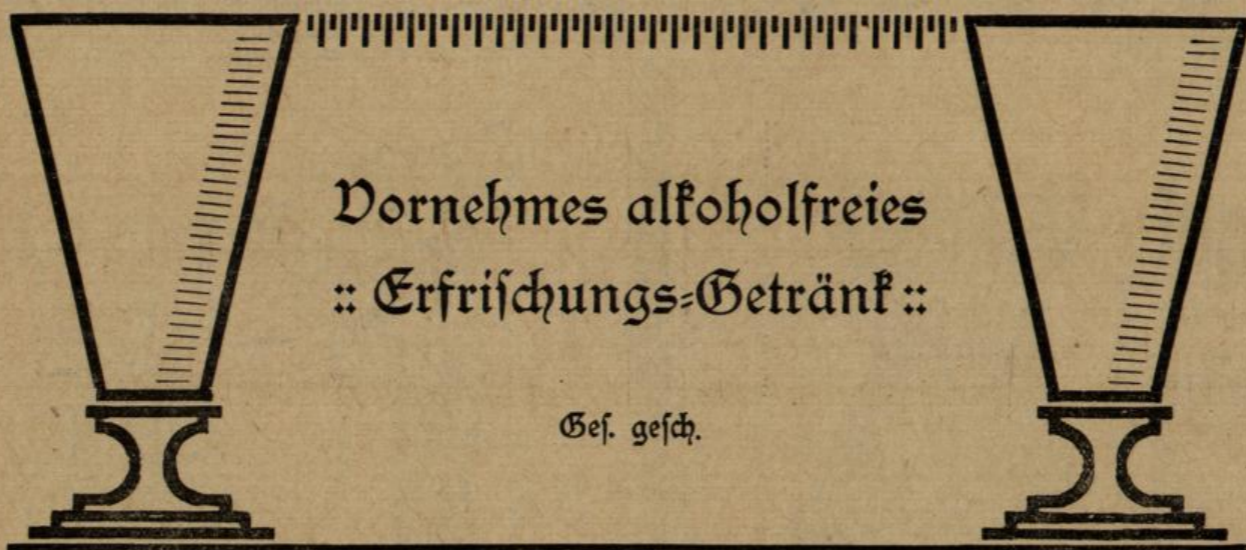 Vornehmes alkoholfreies
:: Erfriſchungs-Getränk ::
Geſ. geſch.